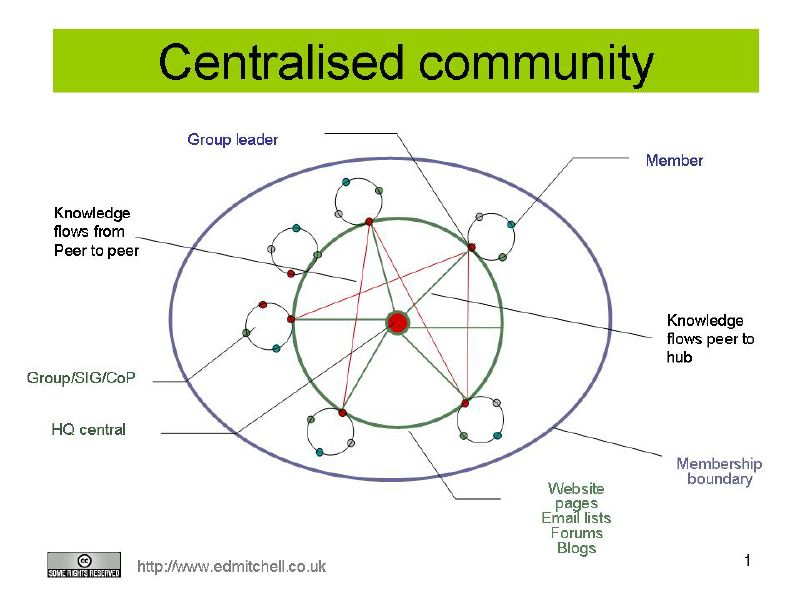 Centralised community
Group leader
Member
Knowledge
flows from
Peer to peer
Knowledge
flows peer to
hub
Group/SIG/CoP
HQ central
Membership
boundary
Website
pages
Email lists
Forums
Blogs
cc
SOME RIGHTS RESERVED
http://www.edmitchell.co.uk
1